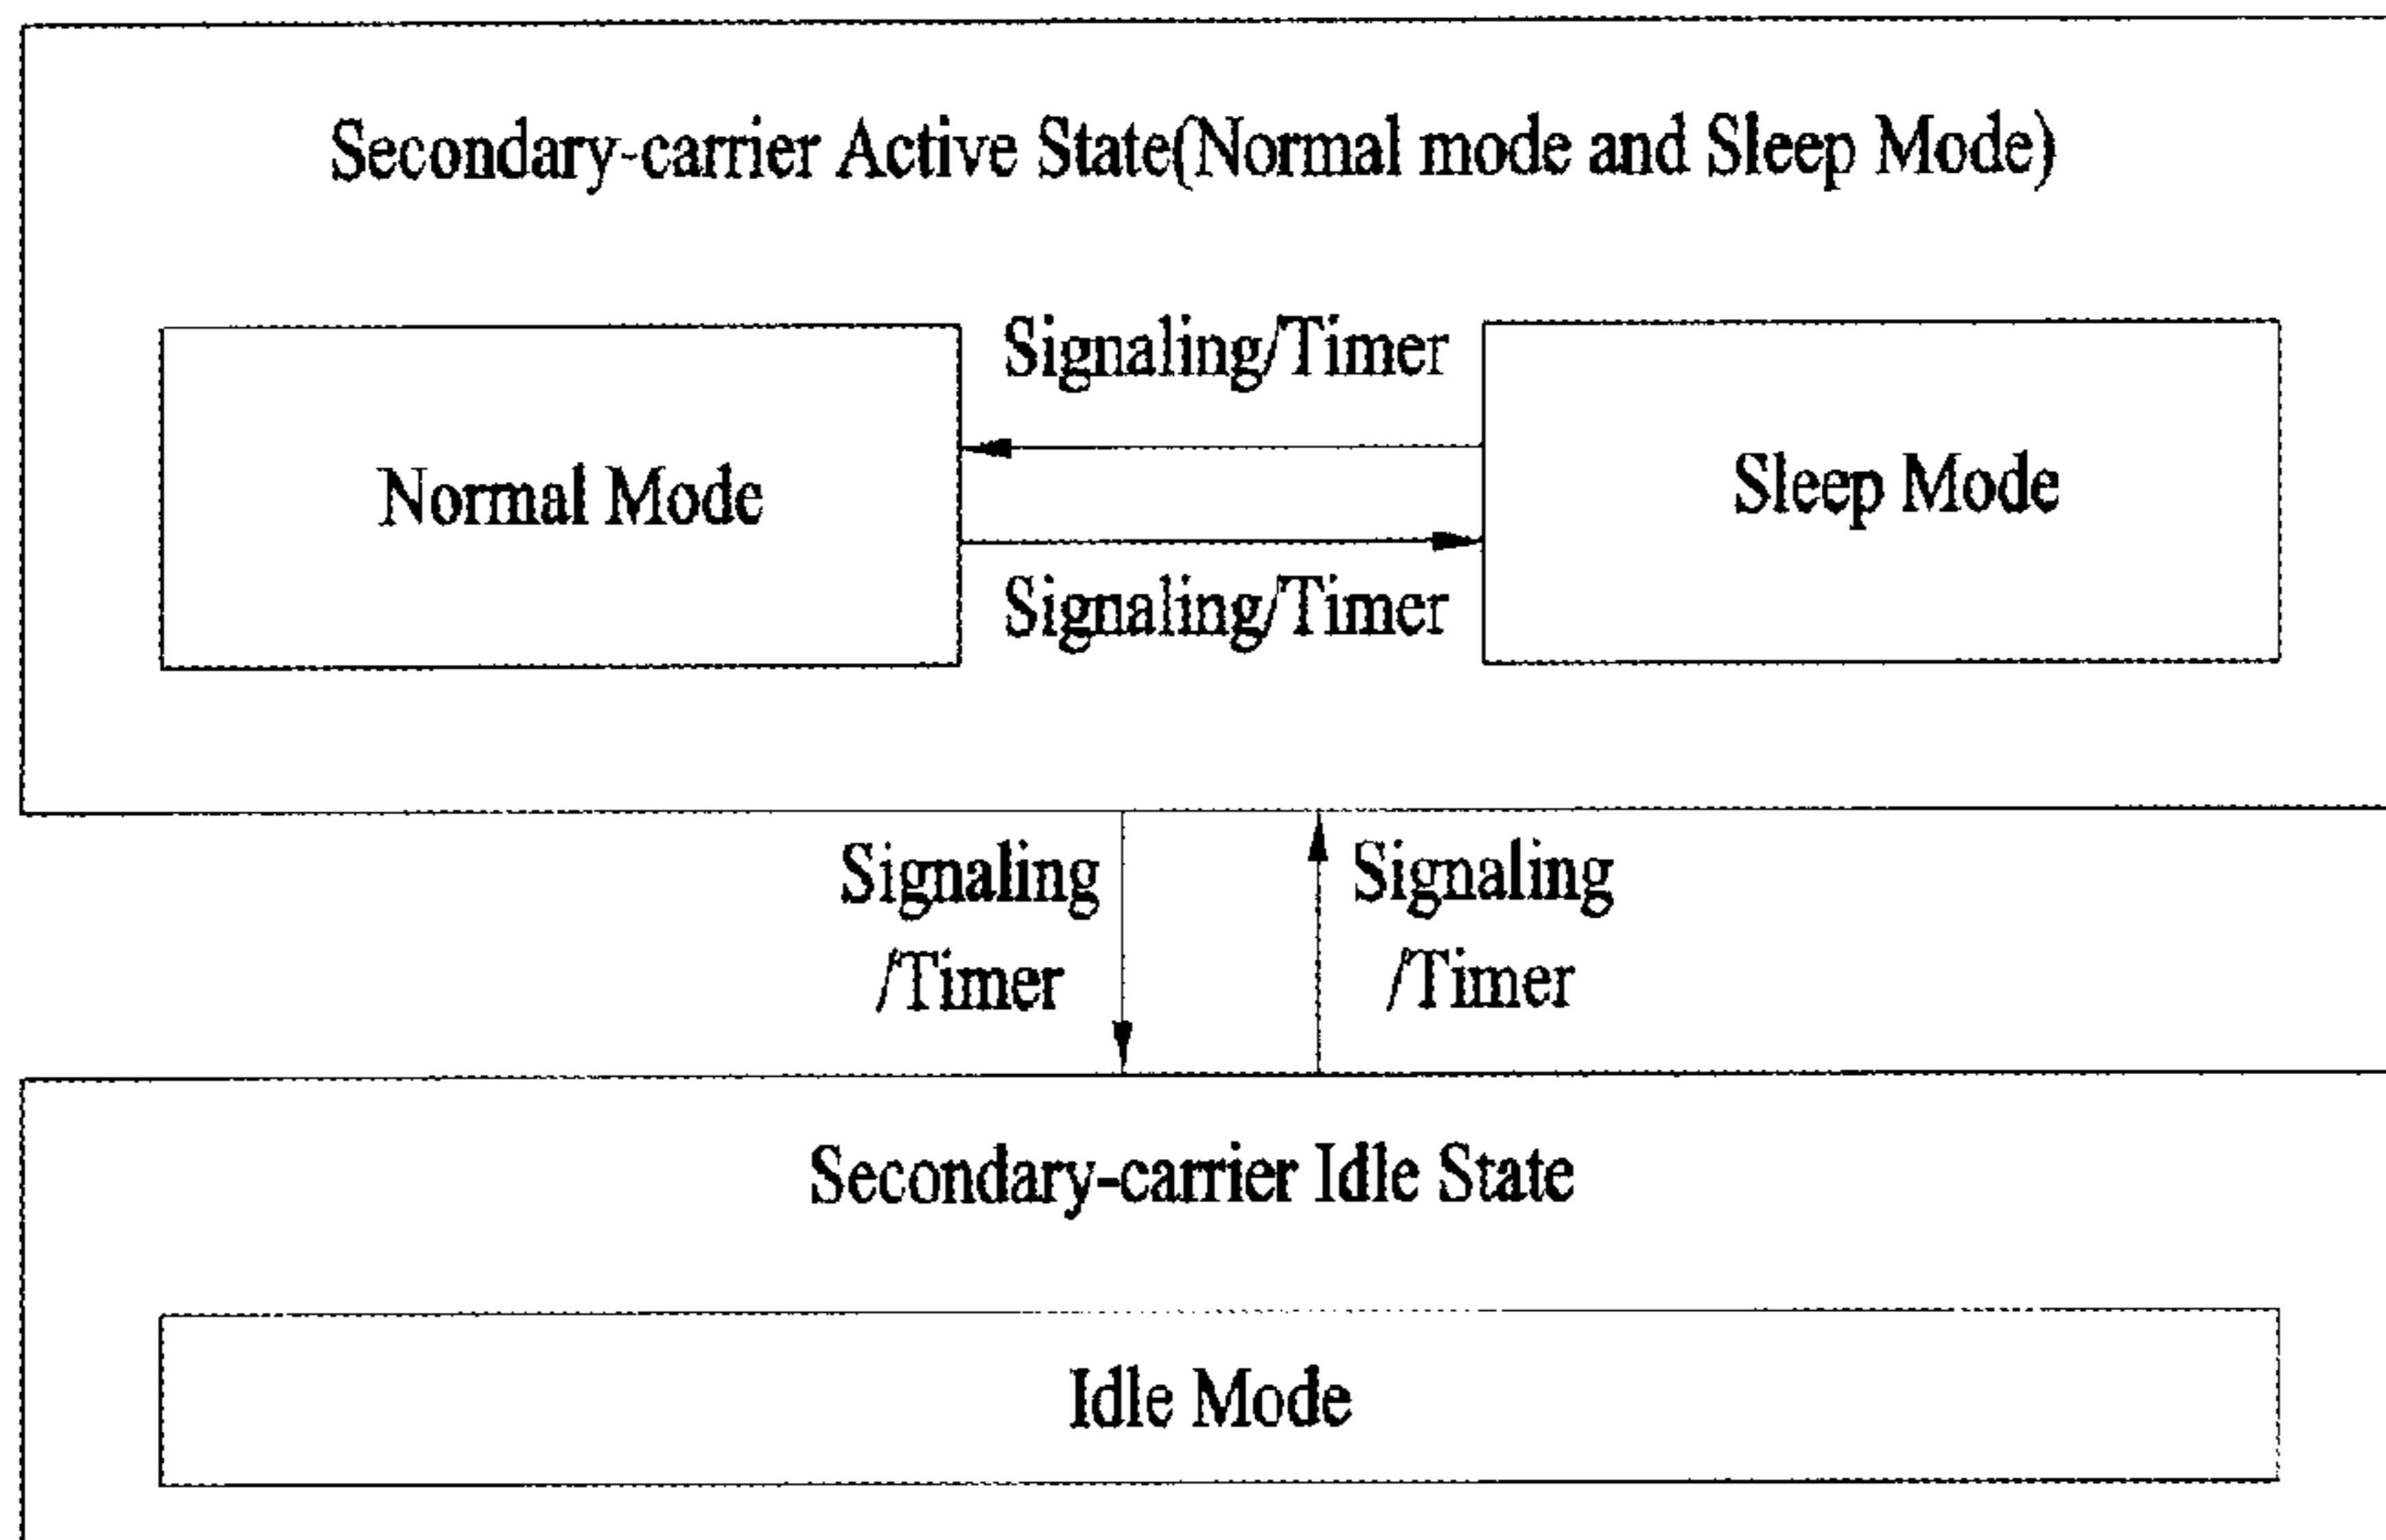 Secondary-carrier Active State(Normal mode and Sleep Mode)
Signaling/Timer
Normal Mode
Sleep Mode
Signaling/Timer
Signaling
/Timer
Signaling
/Timer
Secondary-carrier Idle State
Idle Mode